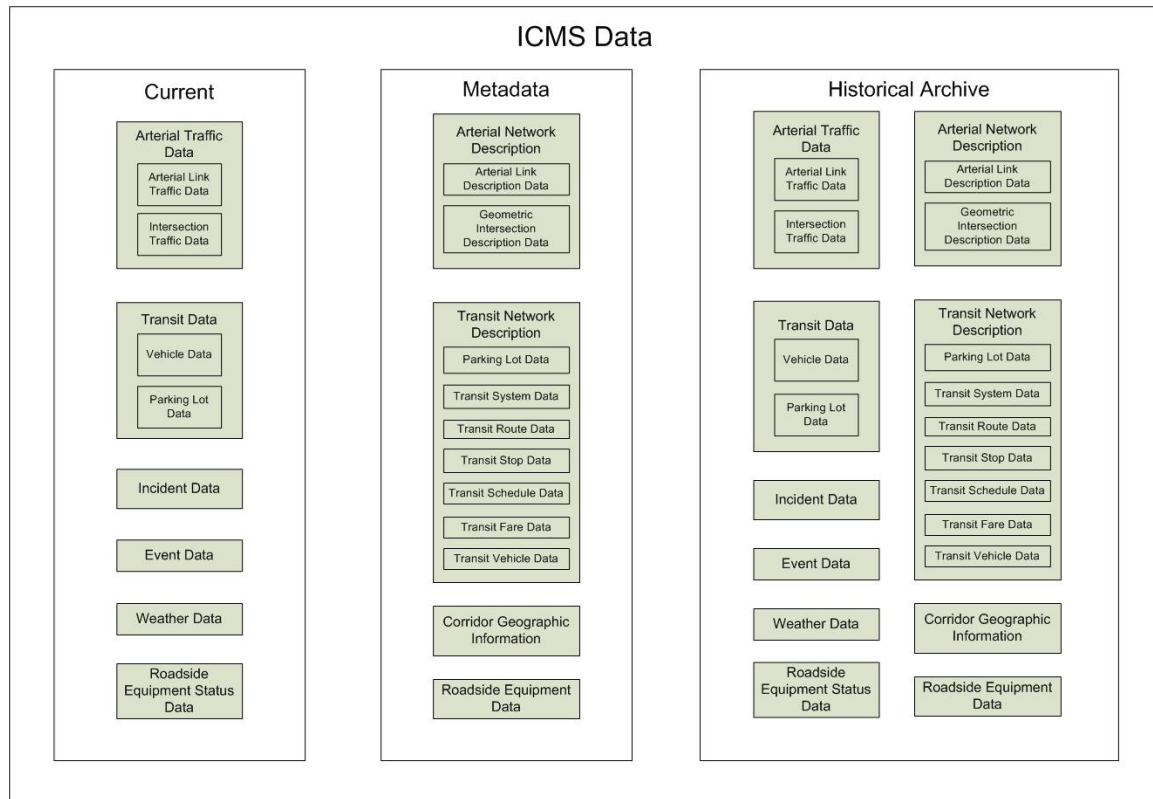 ICMS Data
Current
Arterial Traffic
Data
Arterial Link
Traffic Data
Intersection
Traffic Data
Transit Data
Vehicle Data
Parking Lot
Data
Incident Data
Event Data
Weather Data
Roadside
Equipment Status
Data
Metadata
Arterial Network
Description
Arterial Link
Description Data
Geometric
Intersection
Description Data
Transit Network
Description
Parking Lot Data
Transit System Data
Transit Route Data
Transit Stop Data
Transit Schedule Data
Transit Fare Data
Transit Vehicle Data
Corridor Geographic
Information
Roadside Equipment
Data
Historical Archive
Arterial Traffic
Data
Arterial Link
Traffic Data
Intersection
Traffic Data
Transit Data
Vehicle Data
Parking Lot
Data
Incident Data
Event Data
Weather Data
Roadside
Equipment Status
Data
Arterial Network
Description
Arterial Link
Description Data
Geometric
Intersection
Description Data
Transit Network
Description
Parking Lot Data
Transit System Data
Transit Route Data
Transit Stop Data
Transit Schedule Data
Transit Fare Data
Transit Vehicle Data
Corridor Geographic
Information
Roadside Equipment
Data